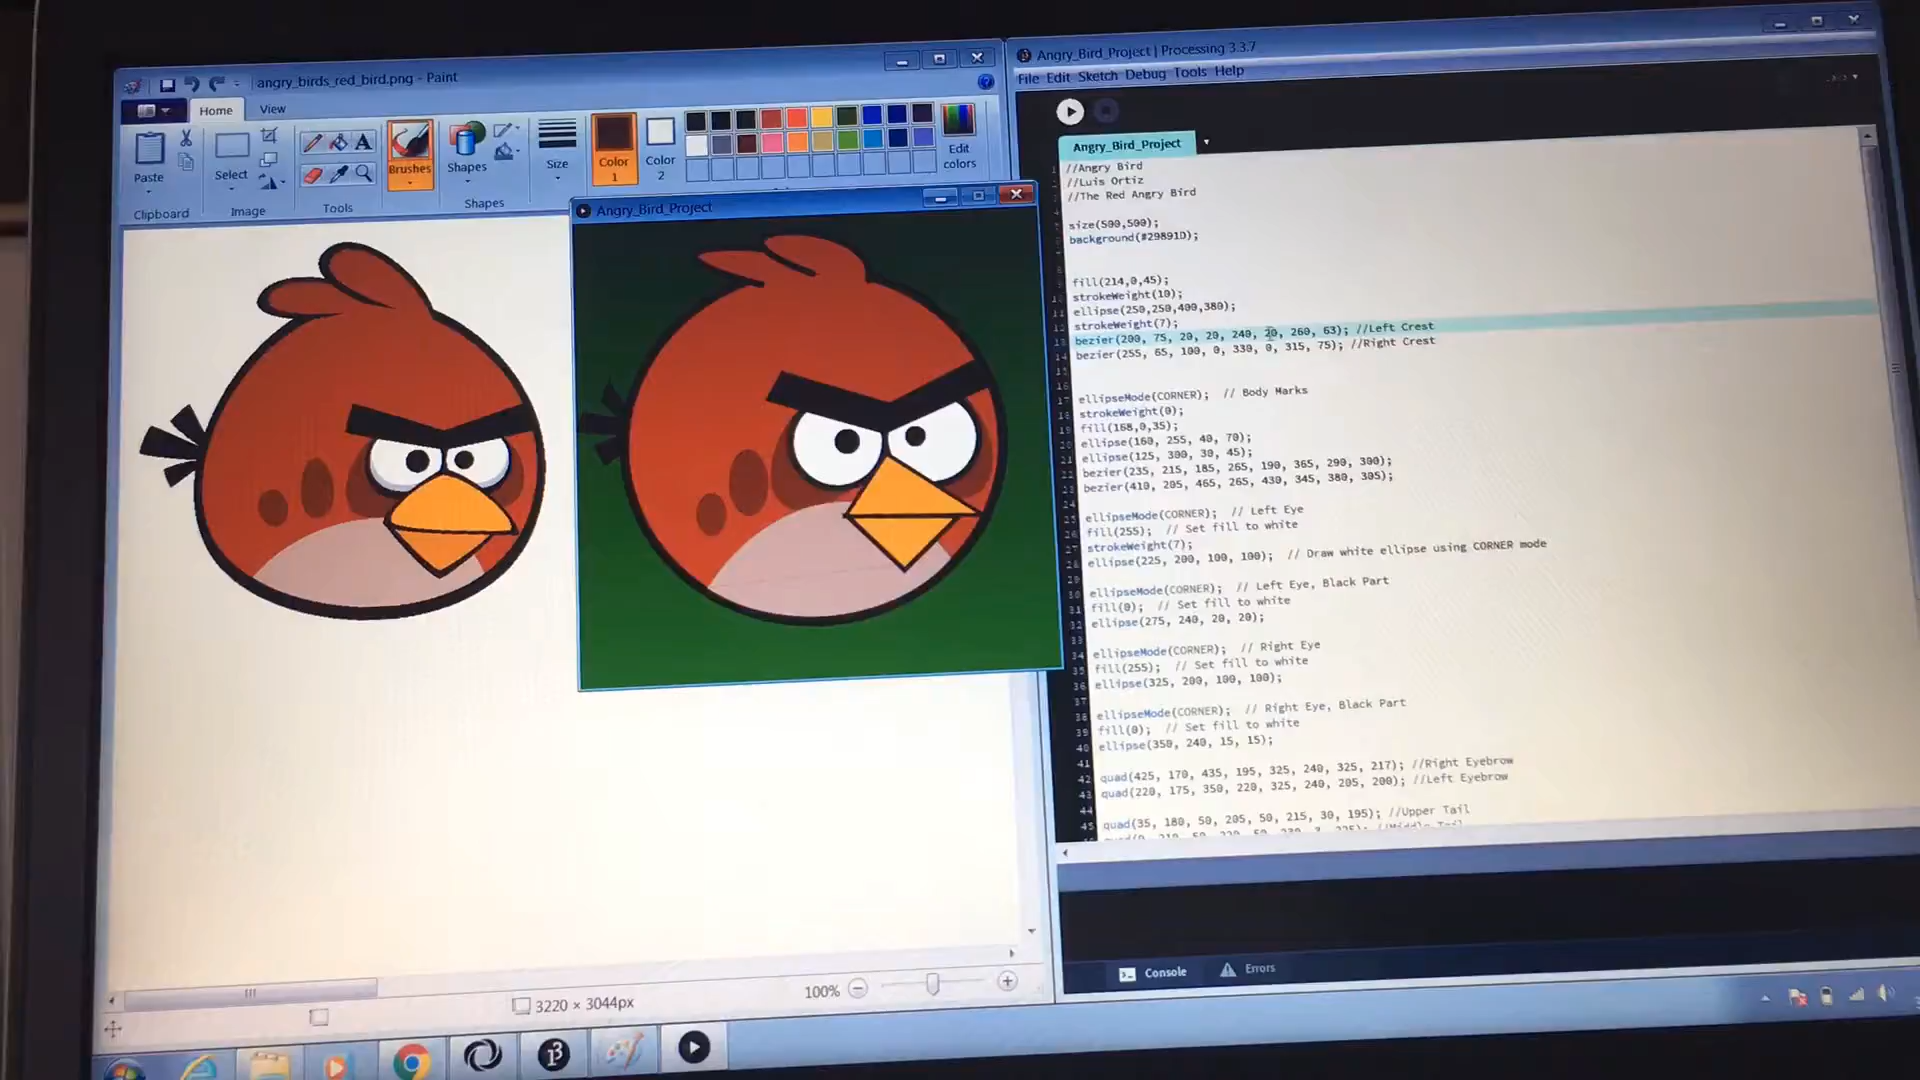 angry_birds_red_bird.png - Paint
Home
View
Paste
Select
Brushes
Shapes
Size
Color 1
Color 2
Edit colors
Clipboard
Image
Tools
Shapes
Angry_Bird_Project
100%
3220 × 3044px
Angry_Bird_Project | Processing 3.3.7
File Edit Sketch Debug Tools Help
Angry_Bird_Project
//Angry Bird
//Luis Ortiz
//The Red Angry Bird
size(500,500);
background(#29891D);
fill(214,0,45);
strokeWeight(10);
ellipse(250,250,400,380);
strokeWeight(7);
bezier(200, 75, 20, 20, 240, 20, 260, 63); //Left Crest
bezier(255, 65, 100, 0, 330, 0, 315, 75); //Right Crest
ellipseMode(CORNER); // Body Marks
strokeWeight(0);
fill(168,0,35);
ellipse(160, 255, 40, 70);
ellipse(125, 300, 30, 45);
bezier(235, 215, 185, 265, 190, 365, 290, 300);
bezier(410, 205, 465, 265, 430, 345, 380, 305);
ellipseMode(CORNER); // Left Eye
fill(255); // Set fill to white
strokeWeight(7);
ellipse(225, 200, 100, 100); // Draw white ellipse using CORNER mode
ellipseMode(CORNER); // Left Eye, Black Part
fill(0); // Set fill to white
ellipse(275, 240, 20, 20);
ellipseMode(CORNER); // Right Eye
fill(255); // Set fill to white
ellipse(325, 200, 100, 100);
ellipseMode(CORNER); // Right Eye, Black Part
fill(0); // Set fill to white
ellipse(350, 240, 15, 15);
quad(425, 170, 435, 195, 325, 240, 325, 217); //Right Eyebrow
quad(220, 175, 350, 220, 325, 240, 205, 200); //Left Eyebrow
quad(35, 180, 50, 205, 50, 215, 30, 195); //Upper Tail
Console
Errors